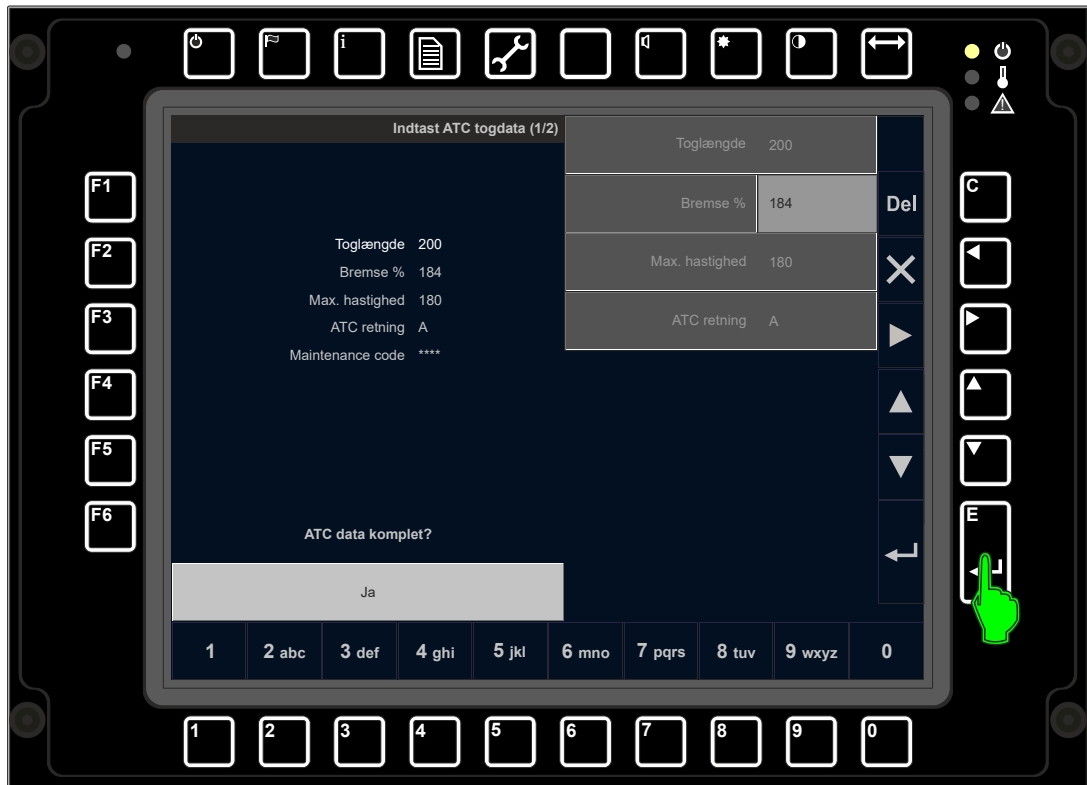 i
Indtast ATC togdata (1/2)
Toglængde 200
Bremse % 184
Max. hastighed 180
ATC retning A
Del
Toglængde 200
Bremse % 184
Max. hastighed 180
ATC retning A
Maintenance code ****
ATC data komplet?
Ja
1 2 abc 3 def 4 ghi 5 jkl 6 mno 7 pqrs 8 tuv 9 wxyz 0
F1
F2
F3
F4
F5
F6
C
E
1 2 3 4 5 6 7 8 9 0